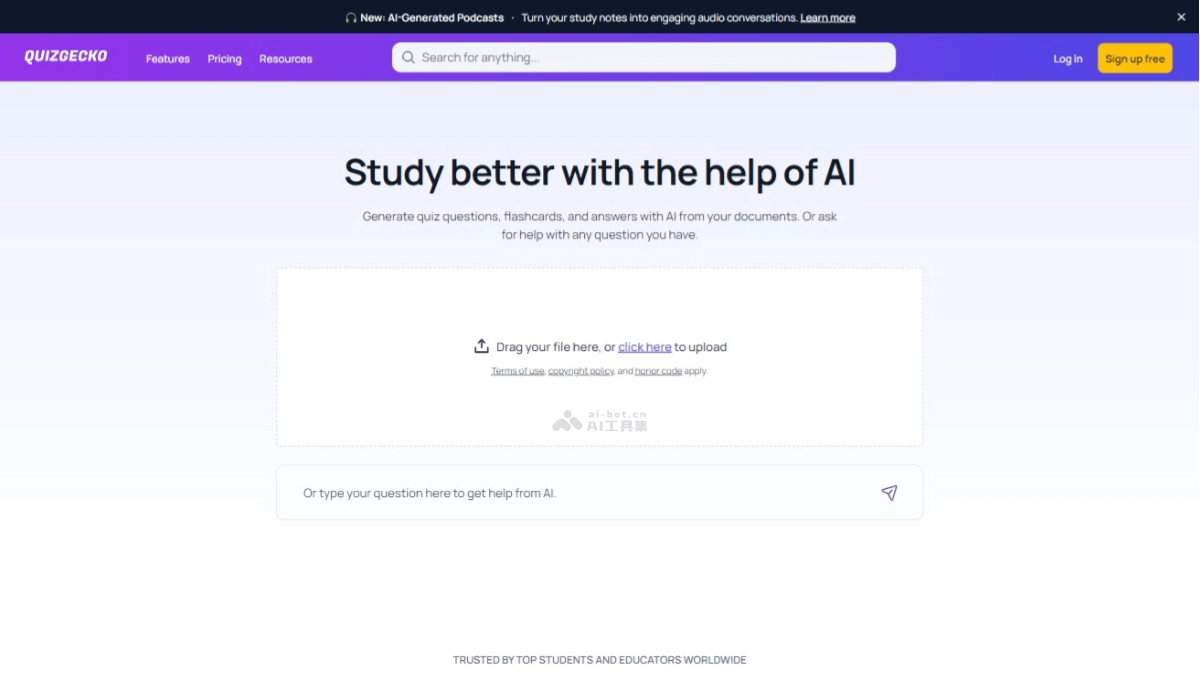 New: AI-Generated Podcasts · Turn your study notes into engaging audio conversations. Learn more
QUIZGECKO
Features
Pricing
Resources
Search for anything...
Log in
Sign up free
Study better with the help of AI
Generate quiz questions, flashcards, and answers with AI from your documents. Or ask
for help with any question you have.
Drag your file here, or click here to upload
Terms of use, copyright policy, and honor code apply.
ai-bot.cn
AI工具集
Or type your question here to get help from AI.
TRUSTED BY TOP STUDENTS AND EDUCATORS WORLDWIDE